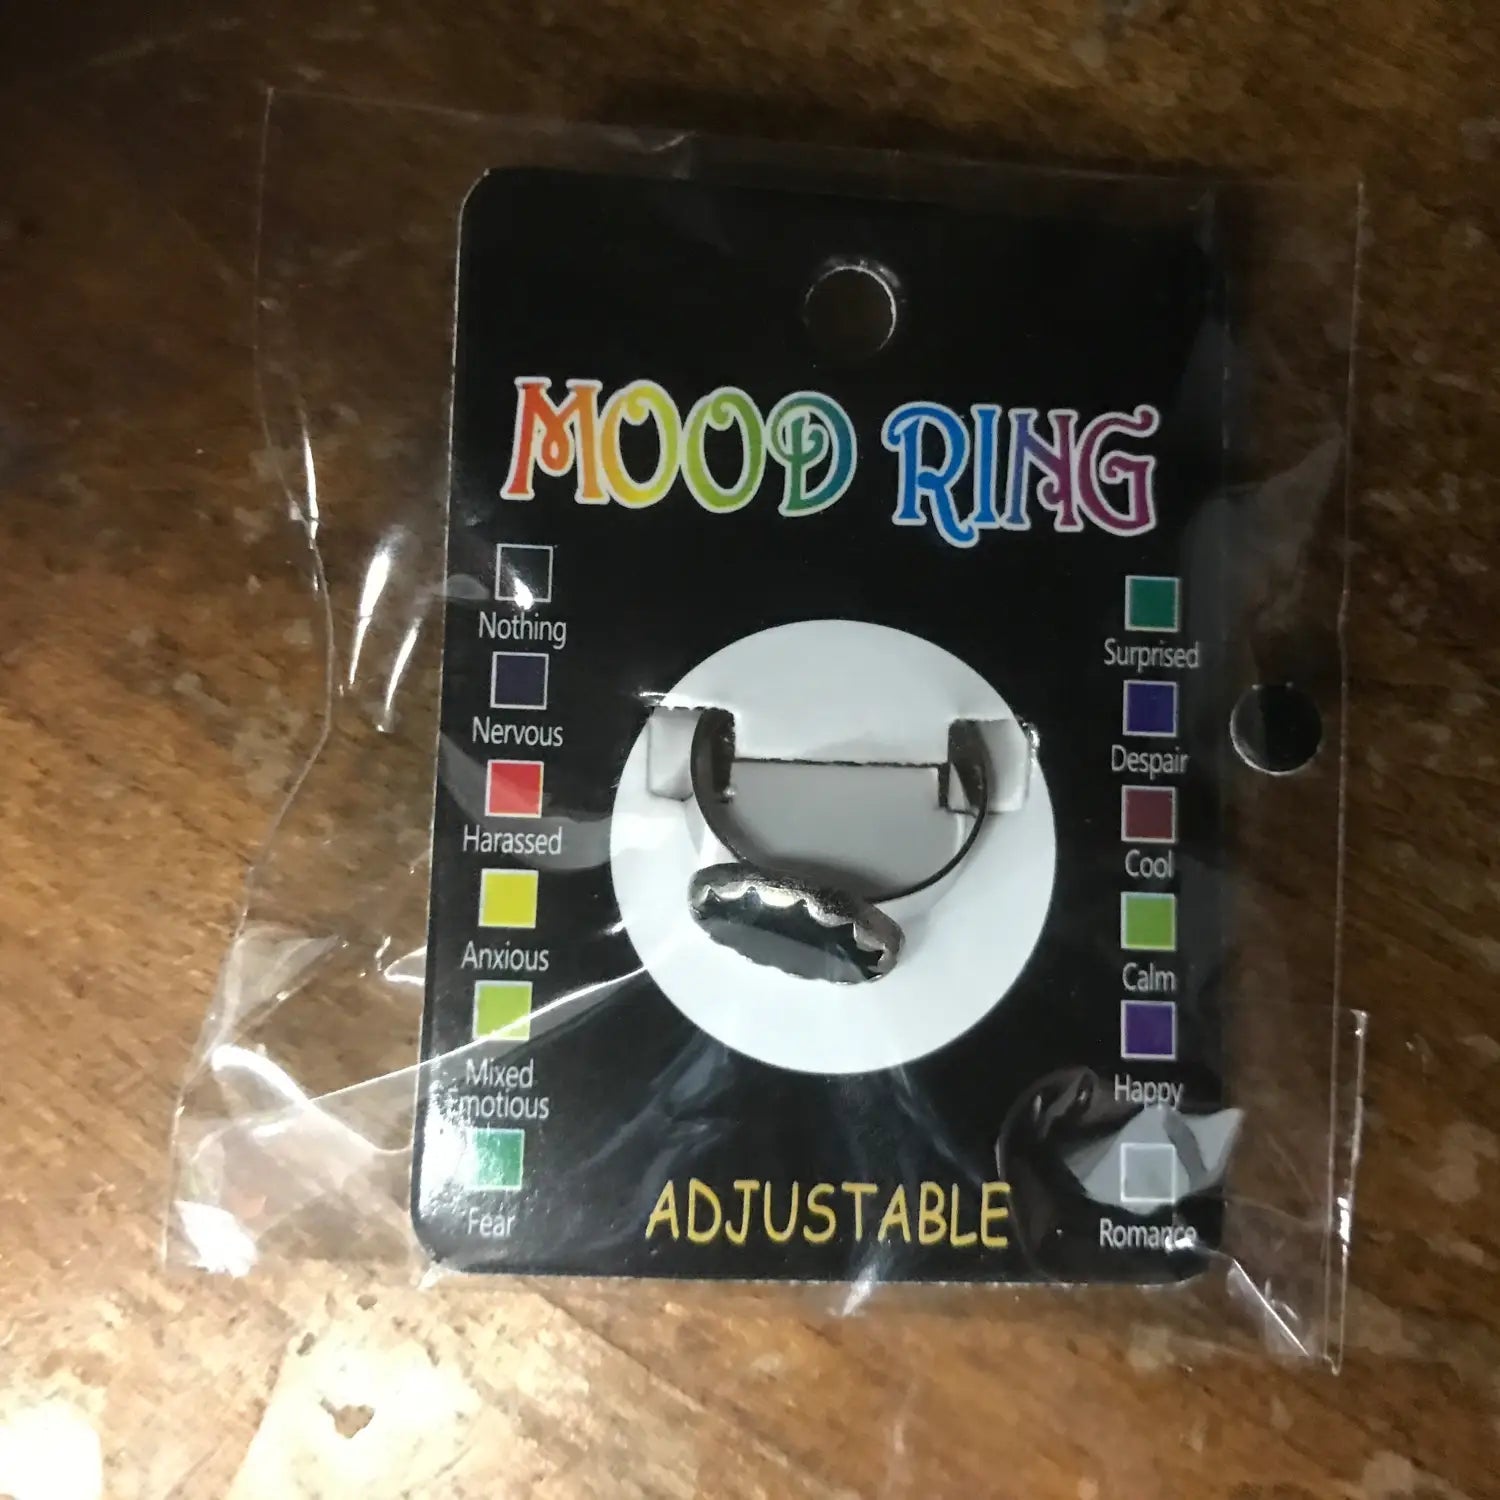 MOOD RING
Nothing
Nervous
Harassed
Anxious
Mixed
Emotious
Fear
Surprised
Despair
Cool
Calm
Happy
Romance
ADJUSTABLE